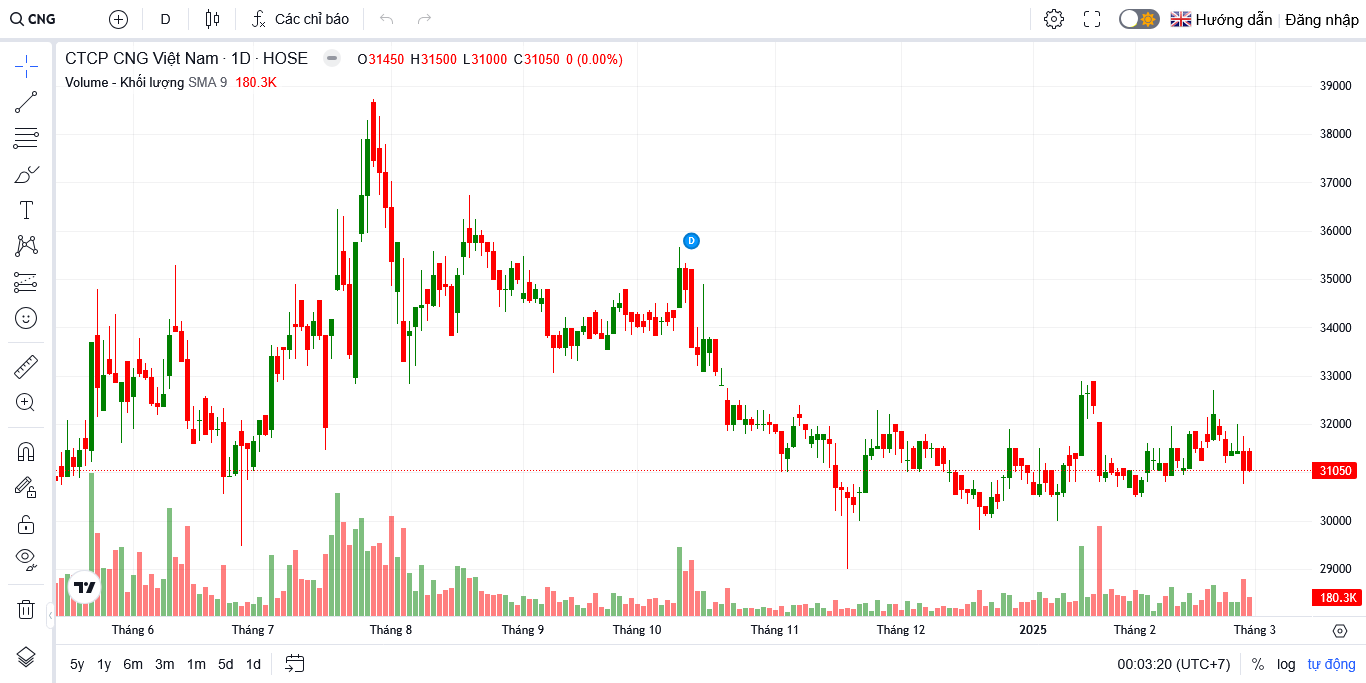 CNG D Các chỉ báo Hướng dẫn Đăng nhập
CTCP CNG Việt Nam · 1D · HOSE O31450 H31500 L31000 C31050 0 (0.00%)
Volume - Khối lượng SMA 9 180.3K
39000
38000
37000
36000
D
35000
34000
33000
32000
31050
30000
29000
180.3K
Tháng 6 Tháng 7 Tháng 8 Tháng 9 Tháng 10 Tháng 11 Tháng 12 2025 Tháng 2 Tháng 3
5y 1y 6m 3m 1m 5d 1d 00:03:20 (UTC+7) % log tự động